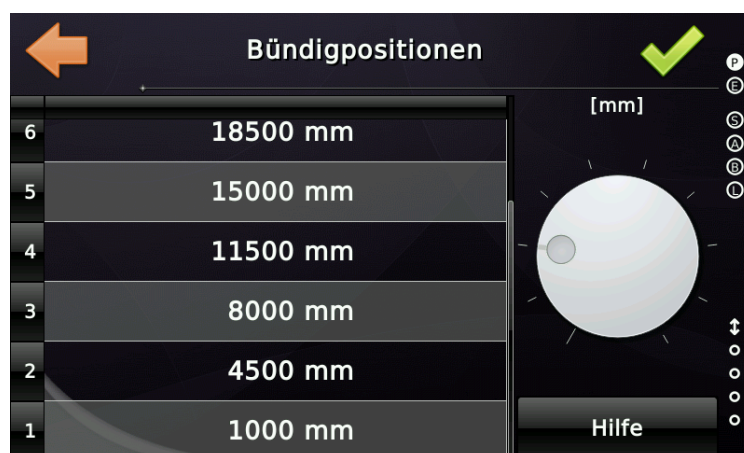 Bündigpositionen
P
E
[mm]
6 18500 mm
S
A
B
5 15000 mm
L
4 11500 mm
3 8000 mm
2 4500 mm
1 1000 mm
Hilfe